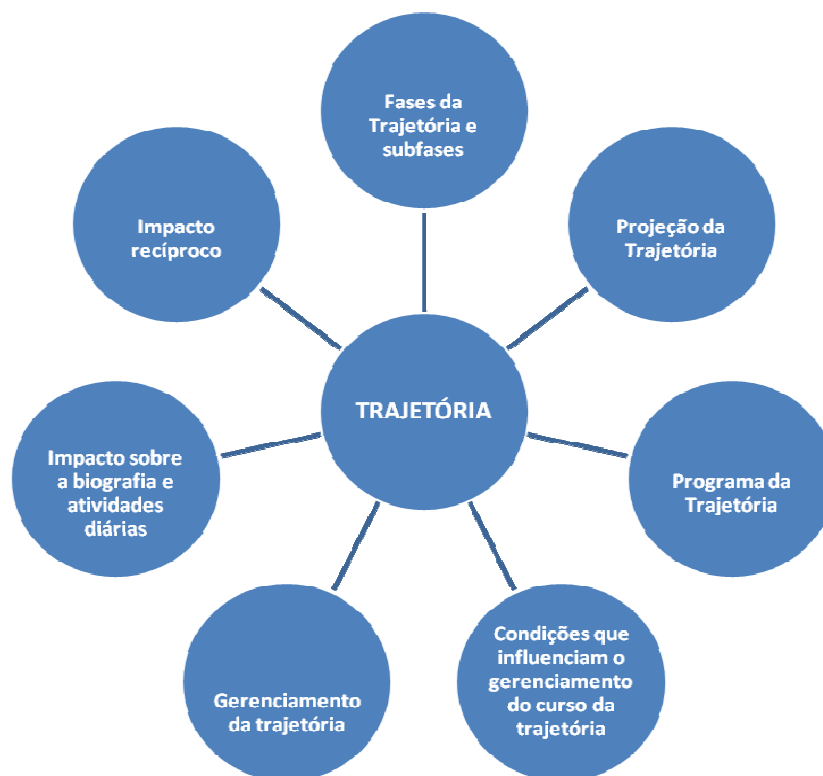 Fases da
Trajetória e
subfases
Projeção da
Trajetória
Programa da
Trajetória
Condições que
influenciam o
gerenciamento
do curso da
trajetória
Gerenciamento
da trajetória
Impacto sobre
a biografia e
atividades
diárias
Impacto
recíproco
TRAJETÓRIA